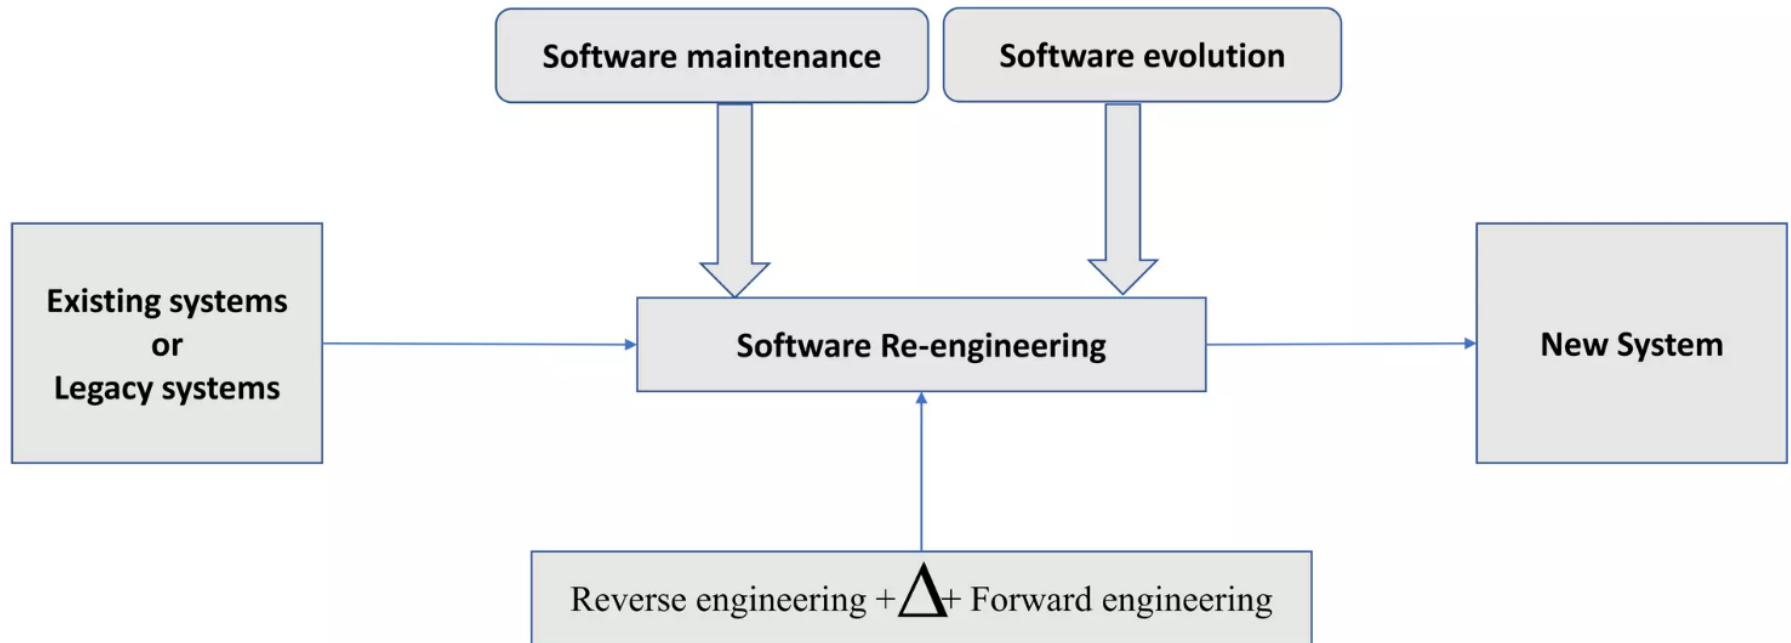 Software maintenance
Software evolution
Existing systems
or
Legacy systems
Software Re-engineering
New System
Reverse engineering +Δ+ Forward engineering